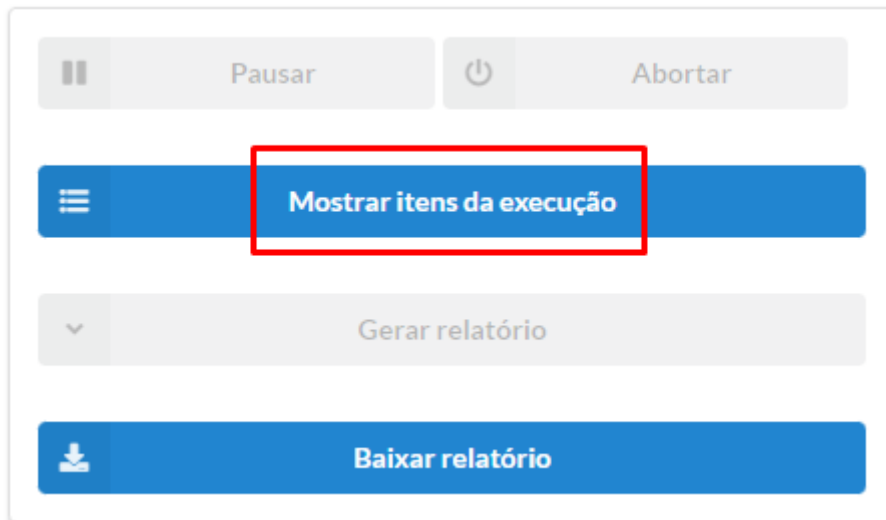 Pausar
Abortar
Mostrar itens da execução
Gerar relatório
Baixar relatório